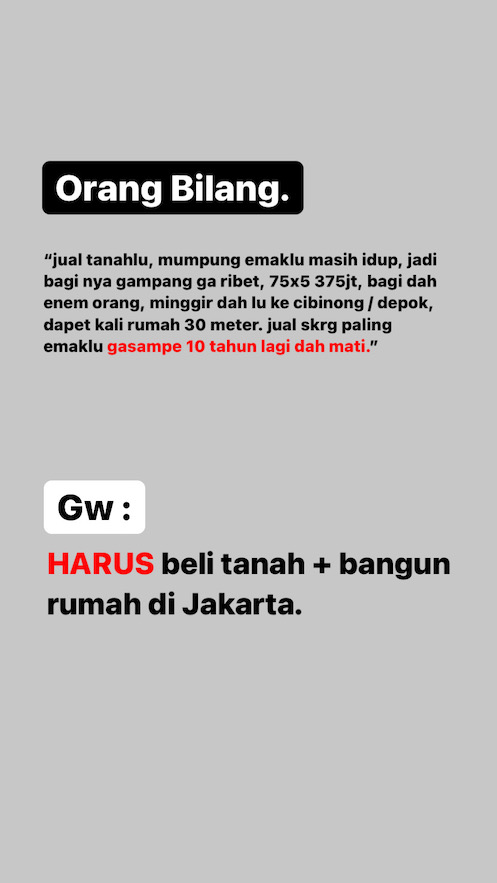 Orang Bilang.
“jual tanahlu, mumpung emaklu masih idup, jadi
bagi nya gampang ga ribet, 75x5 375jt, bagi dah
enem orang, minggir dah lu ke cibinong / depok,
dapet kali rumah 30 meter. jual skrg paling
emaklu gasampe 10 tahun lagi dah mati.”
Gw :
HARUS beli tanah + bangun
rumah di Jakarta.